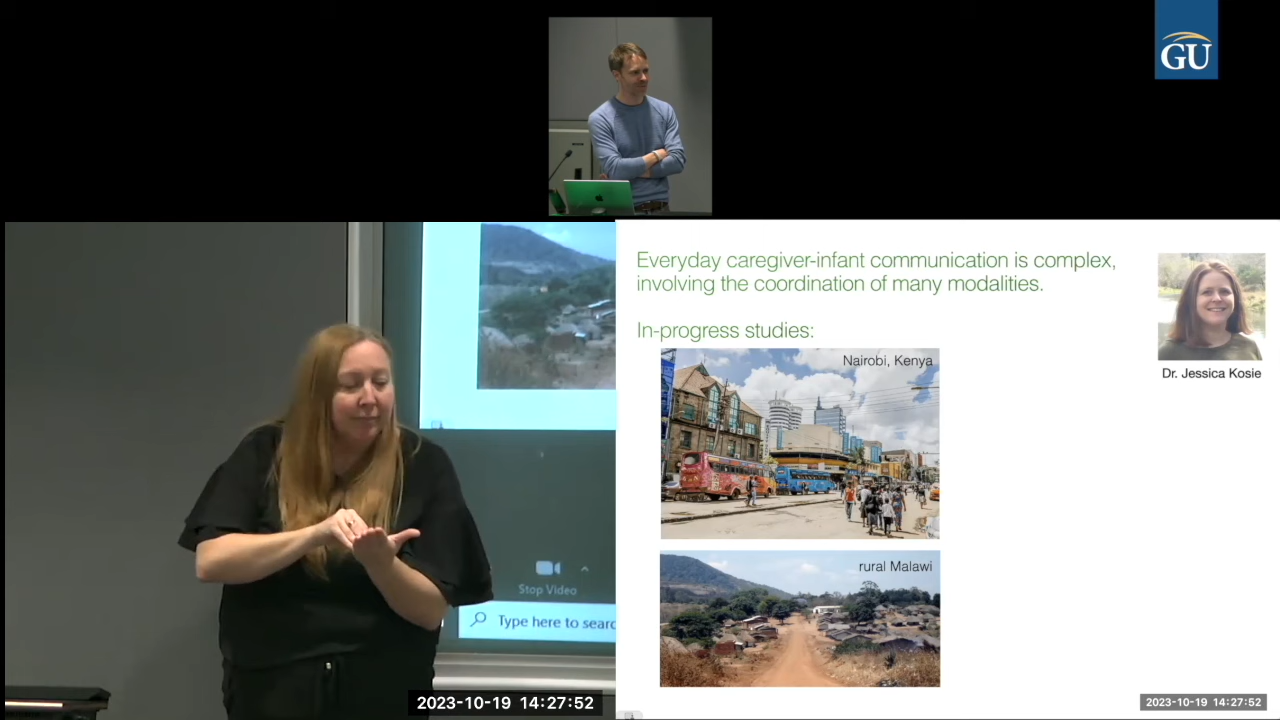 GU
Everyday caregiver-infant communication is complex,
involving the coordination of many modalities.
In-progress studies:
Nairobi, Kenya
Dr. Jessica Kosie
rural Malawi
Stop Video
Type here to searc
2023-10-19 14:27:52
2023-10-19 14:27:52